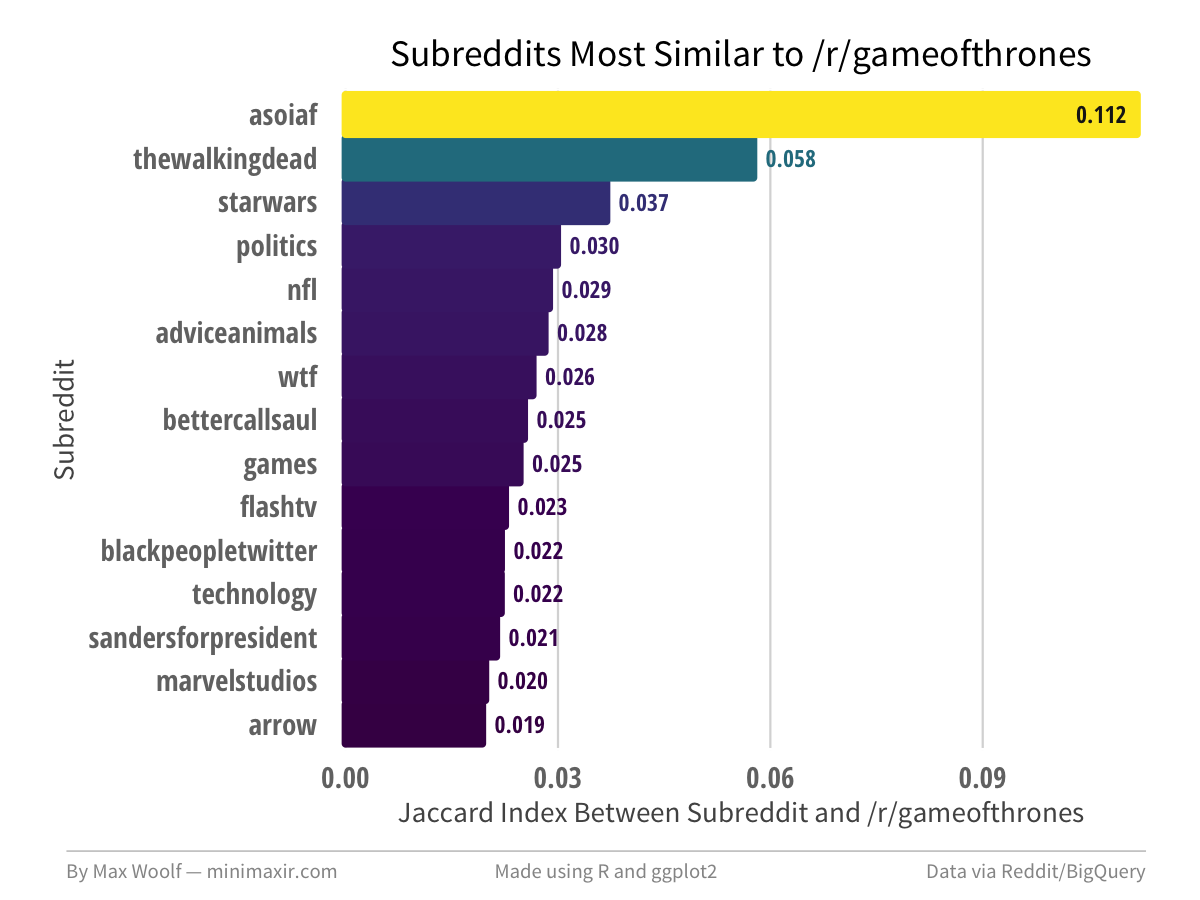 Subreddits Most Similar to /r/gameofthrones
asoiaf 0.112
thewalkingdead 0.058
starwars 0.037
politics 0.030
nfl 0.029
adviceanimals 0.028
wtf 0.026
bettercallsaul 0.025
games 0.025
flashtv 0.023
blackpeopletwitter 0.022
technology 0.022
sandersforpresident 0.021
marvelstudios 0.020
arrow 0.019
Subreddit
0.00 0.03 0.06 0.09
Jaccard Index Between Subreddit and /r/gameofthrones
By Max Woolf — minimaxir.com Made using R and ggplot2 Data via Reddit/BigQuery